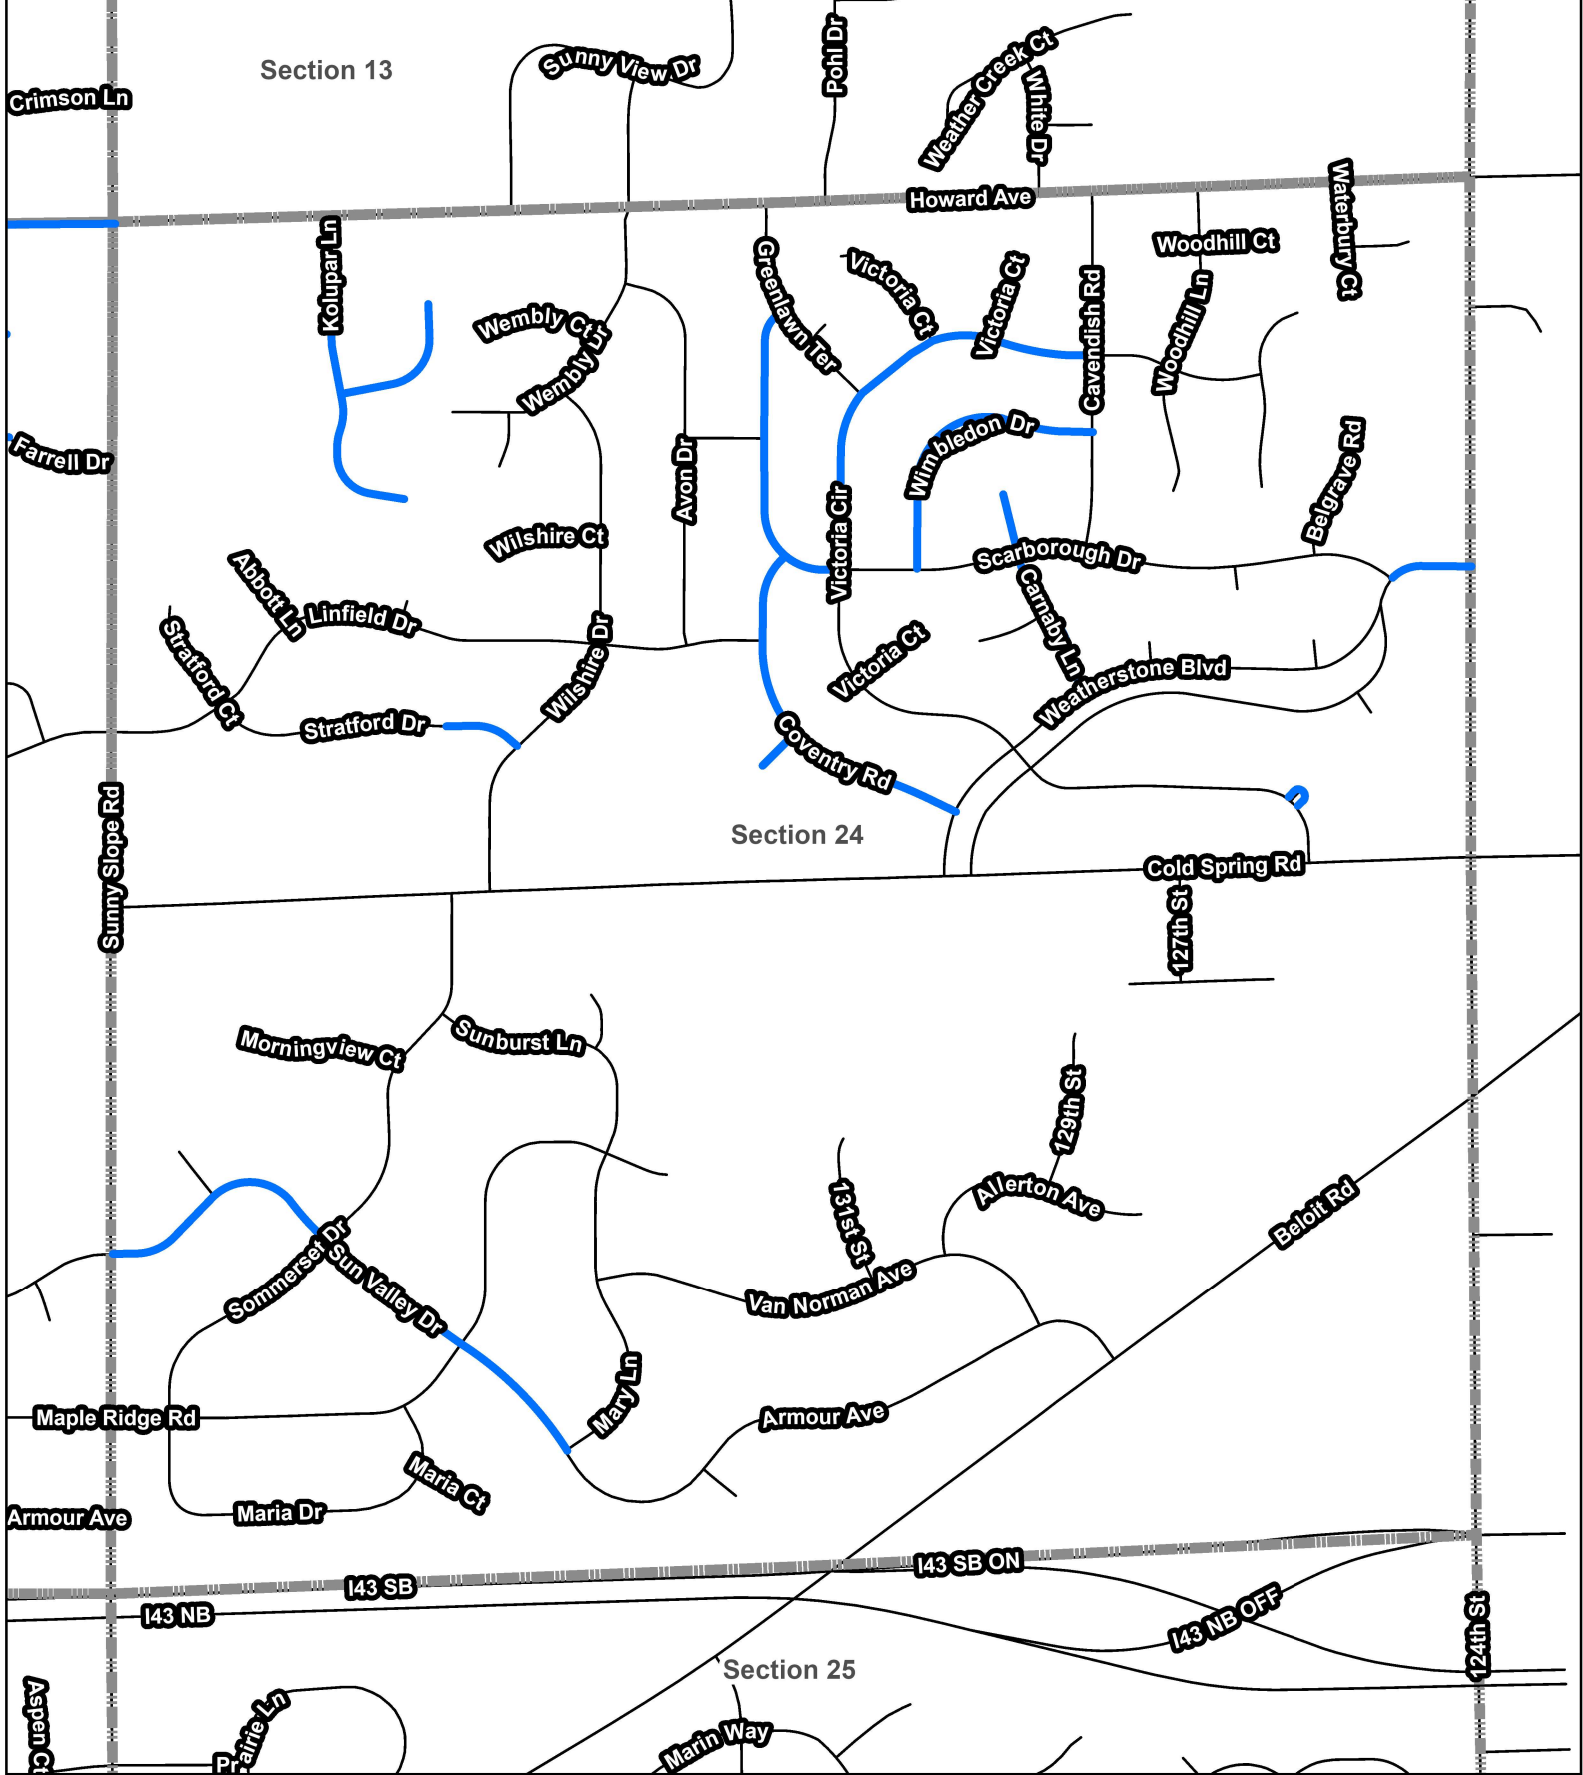 Section 13
Sunny View Dr
Pohl Dr
Weather Creek Ct
White Dr
Crimson Ln
Howard Ave
Waterbury Ct
Kolupar Ln
Greenlawn Ter
Victoria Ct
Victoria Ct
Cavendish Rd
Woodhill Ct
Woodhill Ln
Wembly Ct
Wembly Dr
Farrell Dr
Avon Dr
Wimbledon Dr
Belgrave Rd
Wilshire Ct
Victoria Cir
Scarborough Dr
Abbott Ln
Linfield Dr
Stratford Ct
Wilshire Dr
Carnaby Ln
Victoria Ct
Weatherstone Blvd
Stratford Dr
Coventry Rd
Sunny Slope Rd
Section 24
Cold Spring Rd
127th St
Morningview Ct
Sunburst Ln
129th St
131st St
Allerton Ave
Beloit Rd
Sommerset Dr
Sun Valley Dr
Van Norman Ave
Mary Ln
Maple Ridge Rd
Armour Ave
Maria Ct
Maria Dr
Armour Ave
I43 SB ON
I43 SB
I43 NB
I43 NB OFF
124th St
Section 25
Aspen Ct
Prairie Ln
Marin Way